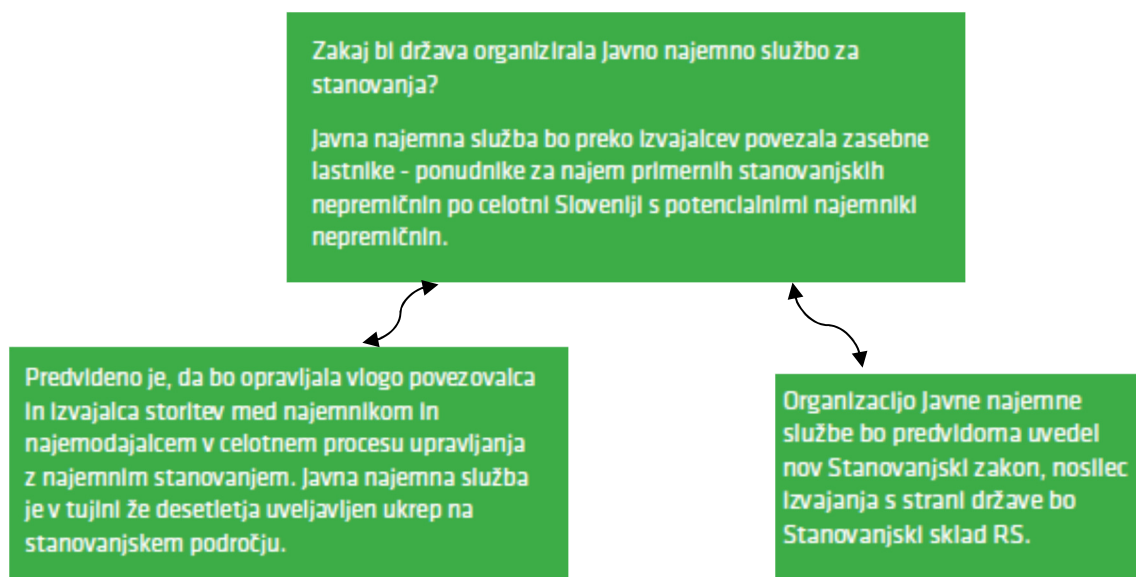 Zakaj bi država organizirala Javno najemno službo za
stanovanja?
Javna najemna služba bo preko izvajalcev povezala zasebne
lastnike - ponudnike za najem primernih stanovanjskih
nepremičnin po celotni Sloveniji s potencialnimi najemniki
nepremičnin.
Predvideno je, da bo opravljala vlogo povezovalca
in izvajalca storitev med najemnikom in
najemodajalcem v celotnem procesu upravljanja
z najemnim stanovanjem. Javna najemna služba
je v tujini že desetletja uveljavljen ukrep na
stanovanjskem področju.
Organizacijo Javne najemne
službe bo predvidoma uvedel
nov Stanovanjski zakon, nosilec
izvajanja s strani države bo
Stanovanjski sklad RS.